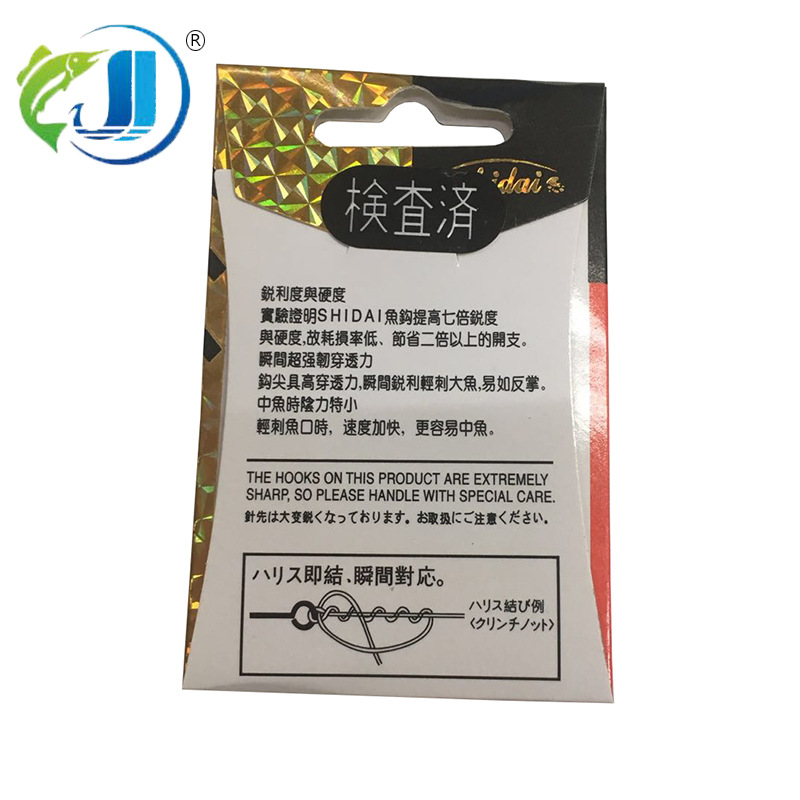 ®
検査済
鋭利度與硬度
實驗證明SHIDAI魚鈎提高七倍鋭度
與硬度,故耗損率低、節省二倍以上的開支。
瞬間超强韌穿透力
鈎尖具高穿透力,瞬間鋭利輕刺大魚,易如反掌。
中魚時陰力特小
輕刺魚口時，速度加快，更容易中魚。
THE HOOKS ON THIS PRODUCT ARE EXTREMELY
SHARP, SO PLEASE HANDLE WITH SPECIAL CARE.
針先は大変鋭くなっております。お取扱にご注意ください。
ハリス即結、瞬間對応。
ハリス結び例
〈クリンチノット〉